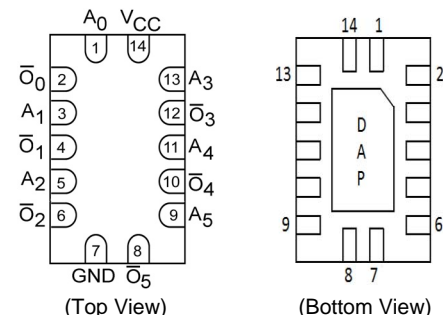 A0 VCC
1 14
Ō0 2 13 A3
A1 3 12 Ō3
Ō1 4 11 A4
A2 5 10 Ō4
Ō2 6 9 A5
7 8
GND Ō5
(Top View)
14 1
13 2
D
A
P
9 6
8 7
(Bottom View)